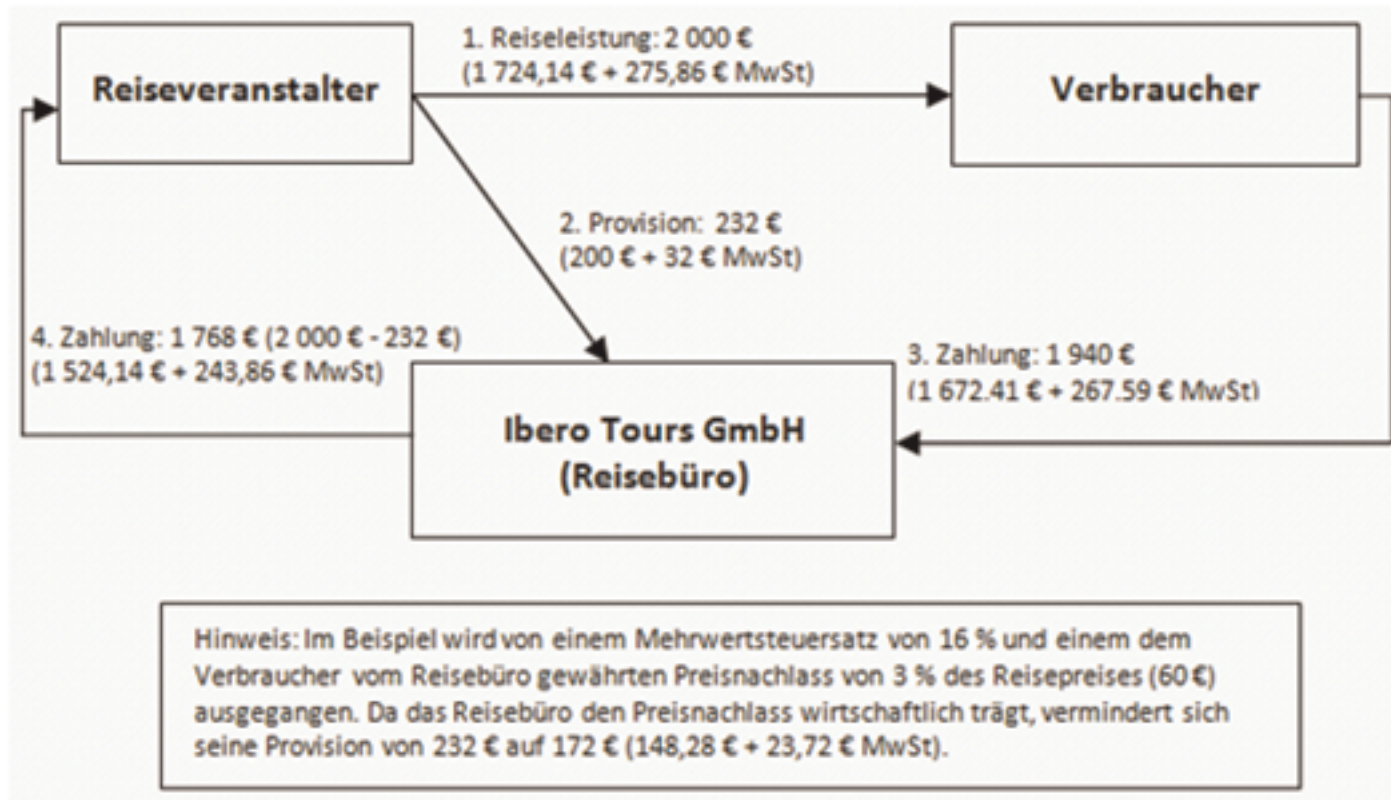 Reiseveranstalter
1. Reiseleistung: 2 000 €
(1 724,14 € + 275,86 € MwSt)
Verbraucher
2. Provision: 232 €
(200 € + 32 € MwSt)
4. Zahlung: 1 768 € (2 000 € - 232 €)
(1 524,14 € + 243,86 € MwSt)
3. Zahlung: 1 940 €
(1 672.41 € + 267.59 € MwSt)
Ibero Tours GmbH
(Reisebüro)
Hinweis: Im Beispiel wird von einem Mehrwertsteuersatz von 16 % und einem dem
Verbraucher vom Reisebüro gewährten Preisnachlass von 3 % des Reisepreises (60 €)
ausgegangen. Da das Reisebüro den Preisnachlass wirtschaftlich trägt, vermindert sich
seine Provision von 232 € auf 172 € (148,28 € + 23,72 € MwSt).